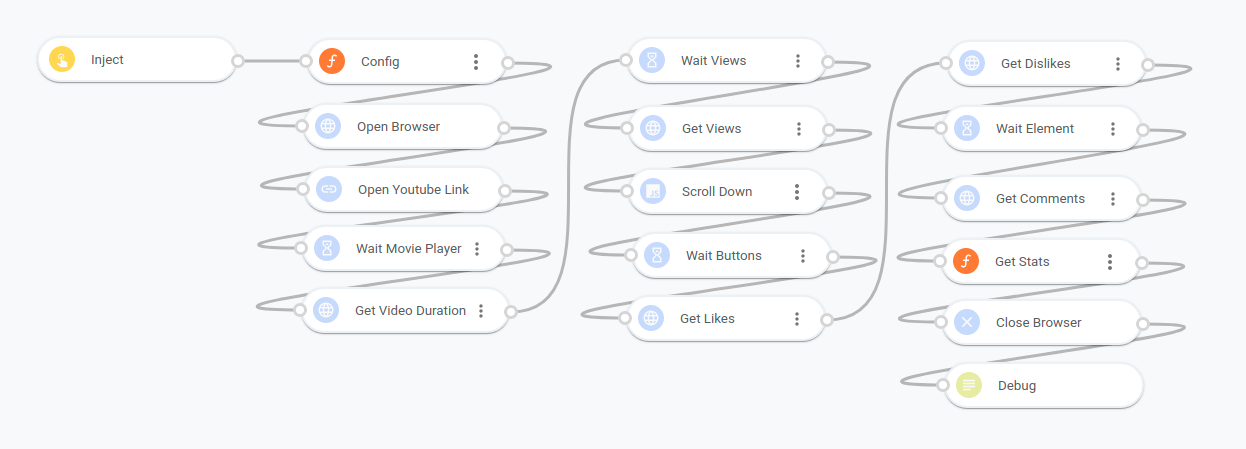 Inject
Config
Open Browser
Open Youtube Link
Wait Movie Player
Get Video Duration
Wait Views
Get Views
JS
Scroll Down
Wait Buttons
Get Likes
Get Dislikes
Wait Element
Get Comments
Get Stats
Close Browser
Debug